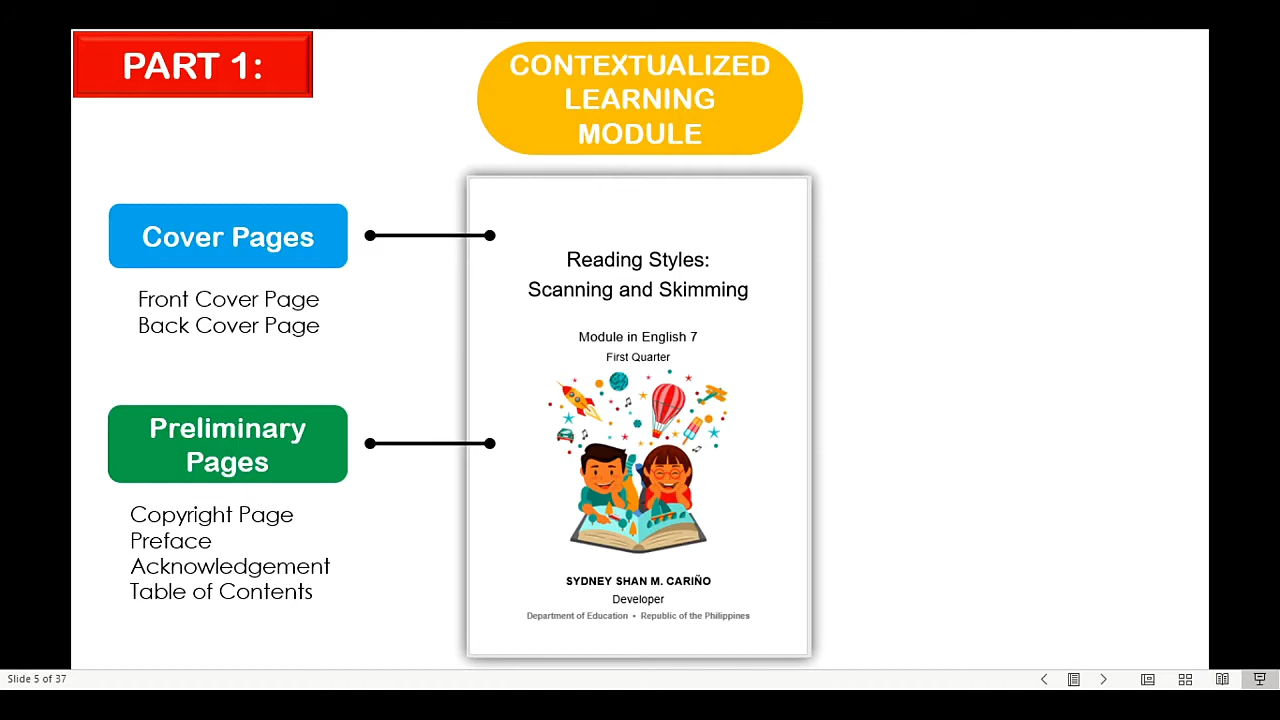 PART 1:
CONTEXTUALIZED
LEARNING
MODULE
Cover Pages
Front Cover Page
Back Cover Page
Preliminary
Pages
Copyright Page
Preface
Acknowledgement
Table of Contents
Reading Styles:
Scanning and Skimming
Module in English 7
First Quarter
SYDNEY SHAN M. CARIÑO
Developer
Department of Education • Republic of the Philippines
Slide 5 of 37